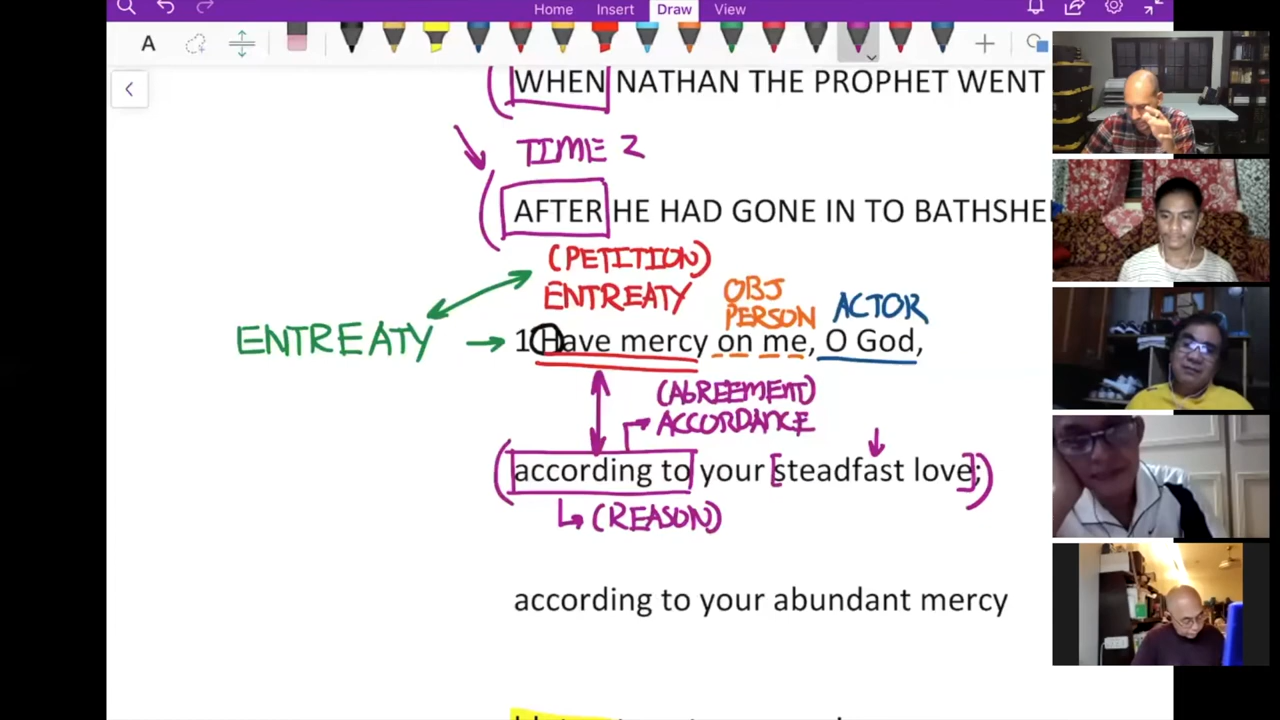 Home Insert Draw View
A
WHEN NATHAN THE PROPHET WENT
TIME 2
AFTER HE HAD GONE IN TO BATHSHE
(PETITION)
ENTREATY
OBJ
PERSON
ACTOR
ENTREATY
1 Have mercy on me, O God,
(AGREEMENT)
ACCORDANCE
(according to your [steadfast love];)
(REASON)
according to your abundant mercy